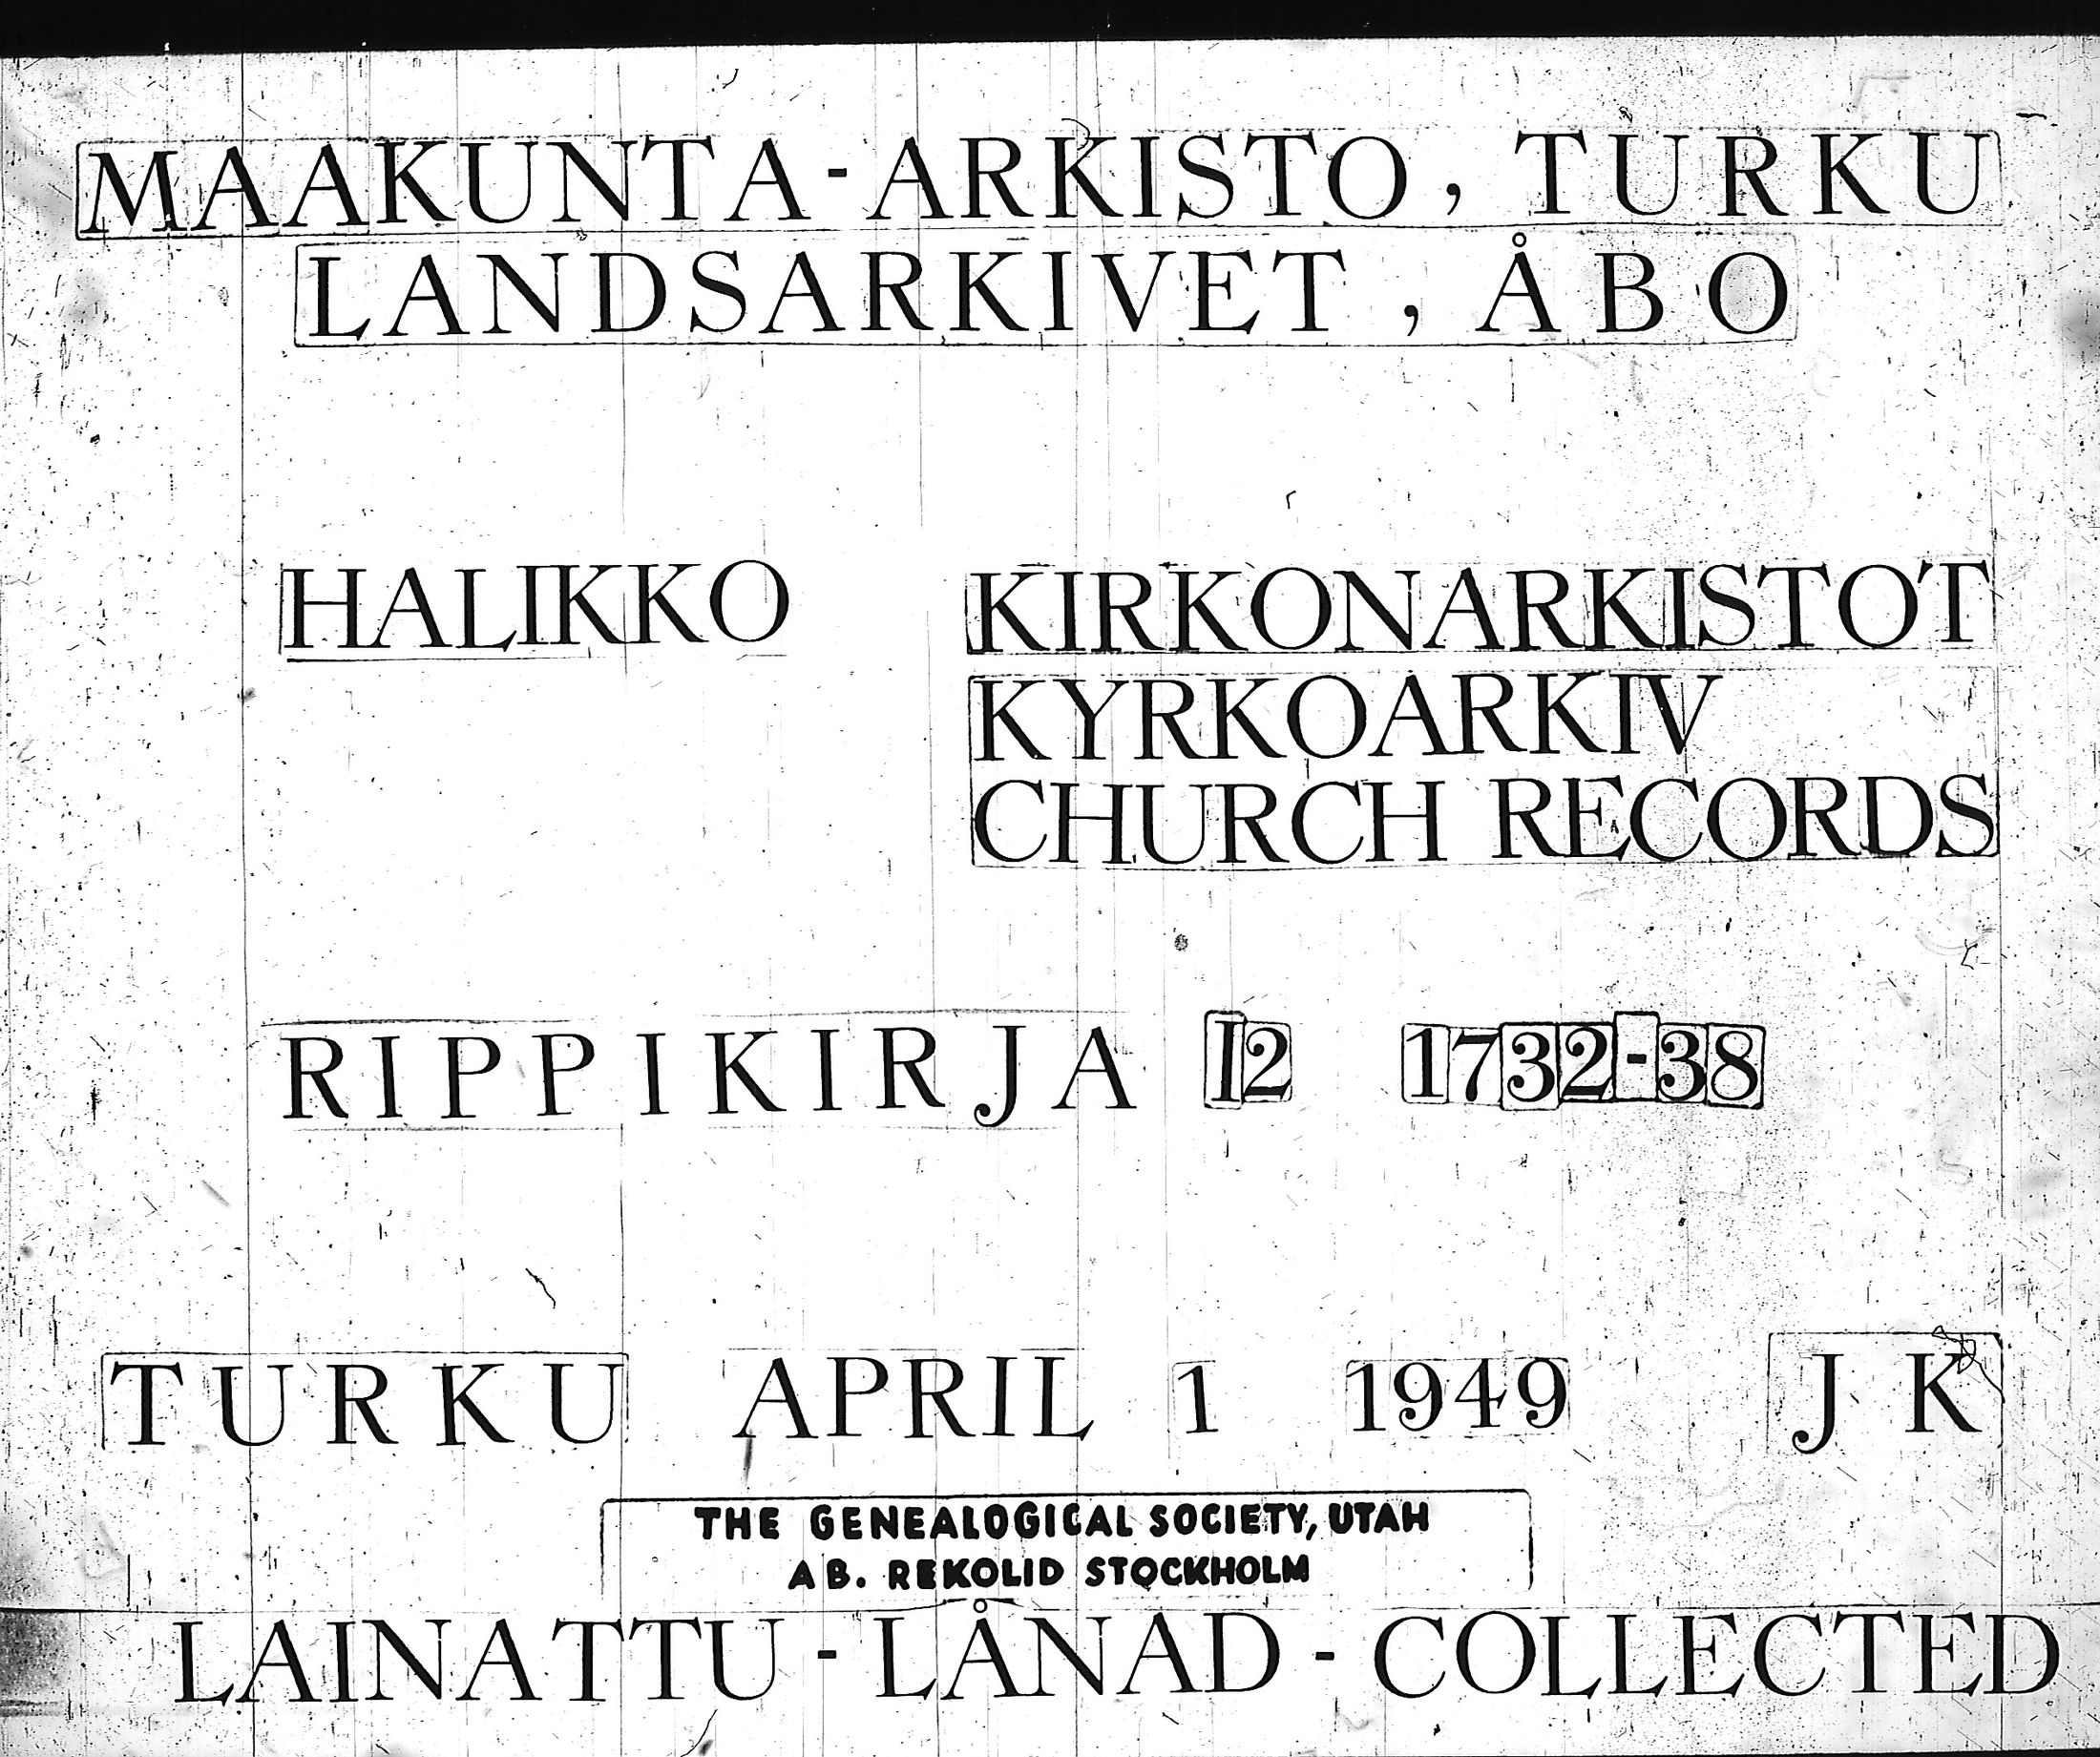 MAAKUNTA-ARKISTO, TURKU
LANDSARKIVET, ÅBO
HALIKKO KIRKONARKISTOT
KYRKOARKIV
CHURCH RECORDS
RIPPIKIRJA I2 1732-38
TURKU APRIL 1 1949 J K
THE GENEALOGICAL SOCIETY, UTAH
AB. REKOLID STOCKHOLM
LAINATTU - LÅNAD - COLLECTED